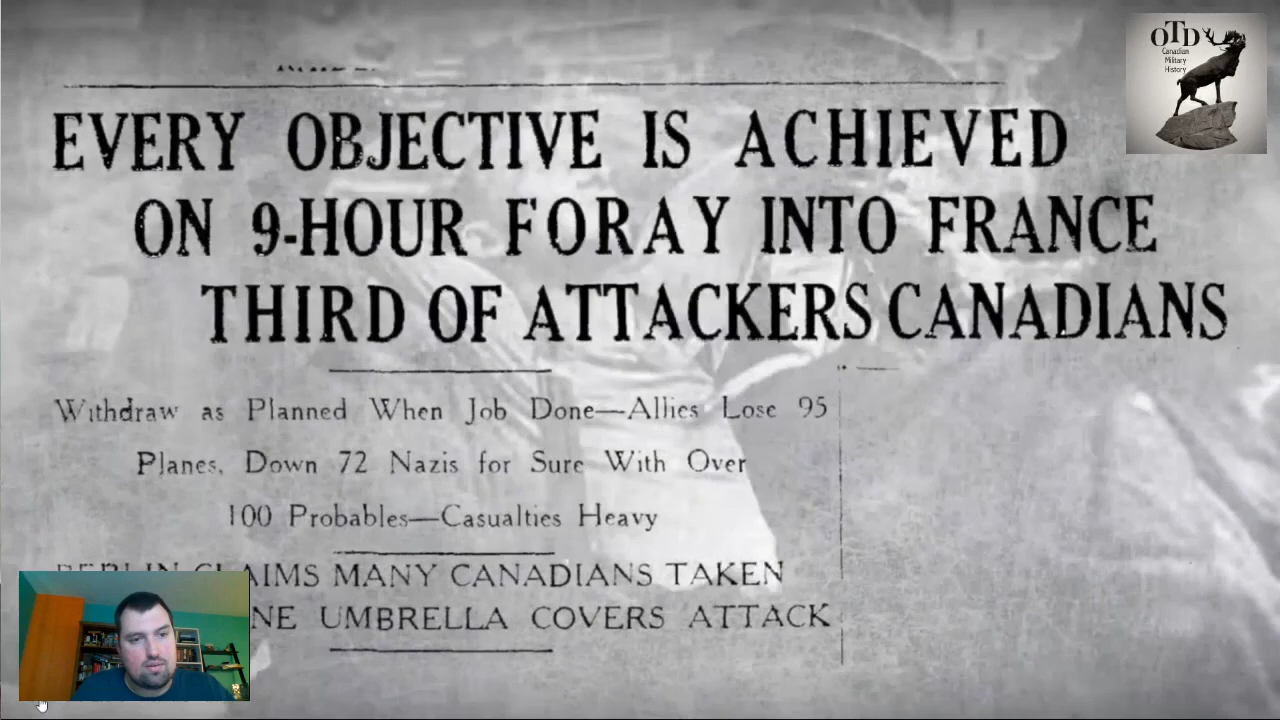 OTD
Canadian
Military
History
EVERY OBJECTIVE IS ACHIEVED
ON 9-HOUR FORAY INTO FRANCE
THIRD OF ATTACKERS CANADIANS
Withdraw as Planned When Job Done—Allies Lose 95
Planes, Down 72 Nazis for Sure With Over
100 Probables—Casualties Heavy
BERLIN CLAIMS MANY CANADIANS TAKEN
UMBRELLA COVERS ATTACK